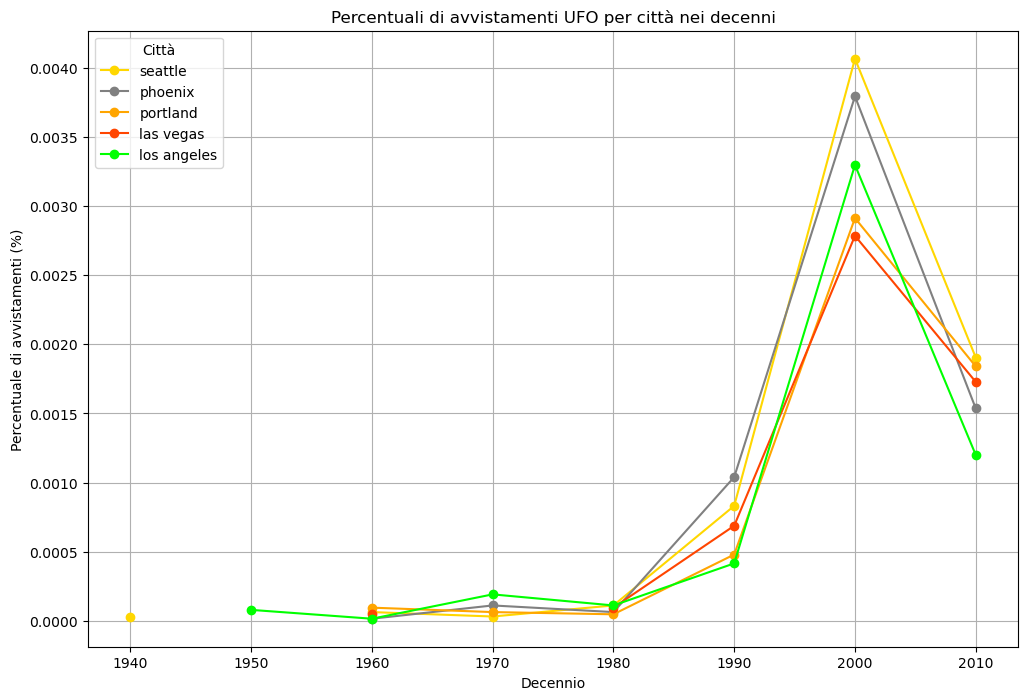 Percentuali di avvistamenti UFO per città nei decenni
Città
seattle
phoenix
portland
las vegas
los angeles
Percentuale di avvistamenti (%)
0.0040
0.0035
0.0030
0.0025
0.0020
0.0015
0.0010
0.0005
0.0000
1940 1950 1960 1970 1980 1990 2000 2010
Decennio